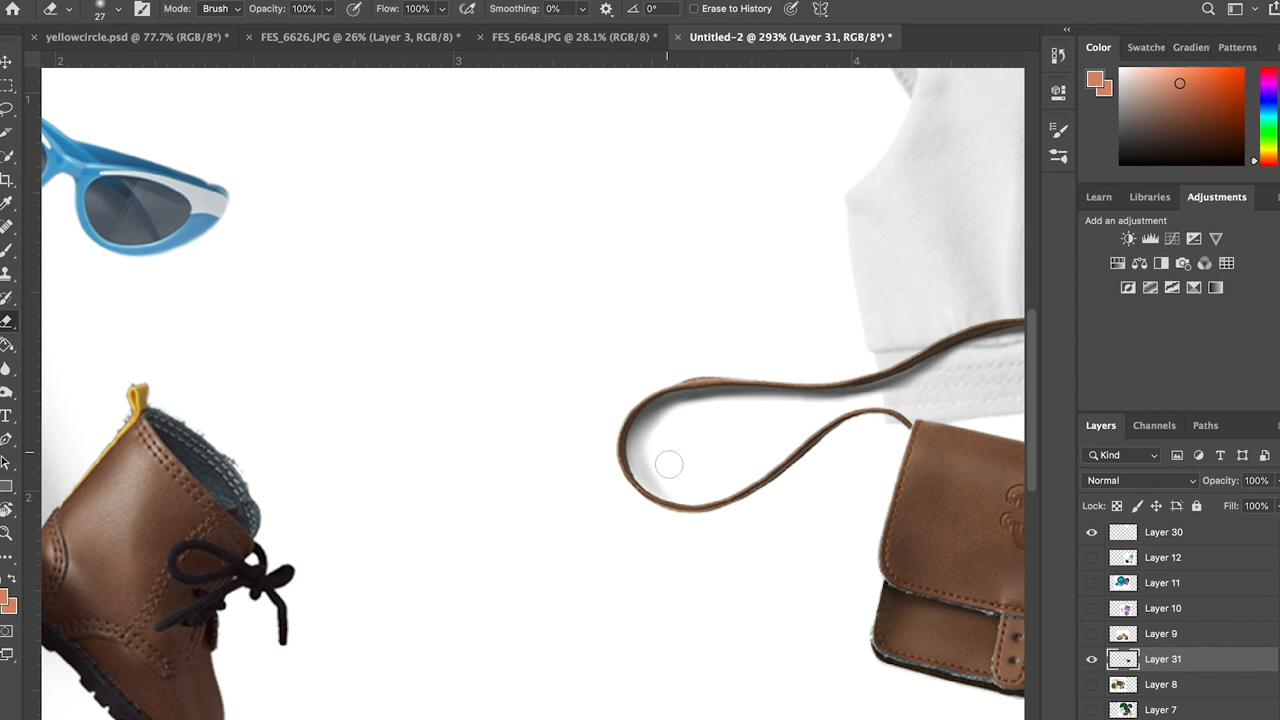 27 Mode: Brush Opacity: 100% Flow: 100% Smoothing: 0% 0° Erase to History
× yellowcircle.psd @ 77.7% (RGB/8*) * × FES_6626.JPG @ 26% (Layer 3, RGB/8*) * × FES_6648.JPG @ 28.1% (RGB/8*) * × Untitled-2 @ 293% (Layer 31, RGB/8*) *
2 3 4
1
2
Color Swatche Gradien Patterns
Learn Libraries Adjustments
Add an adjustment
Layers Channels Paths
Kind
Normal Opacity: 100%
Lock: Fill: 100%
Layer 30
Layer 12
Layer 11
Layer 10
Layer 9
Layer 31
Layer 8
Layer 7